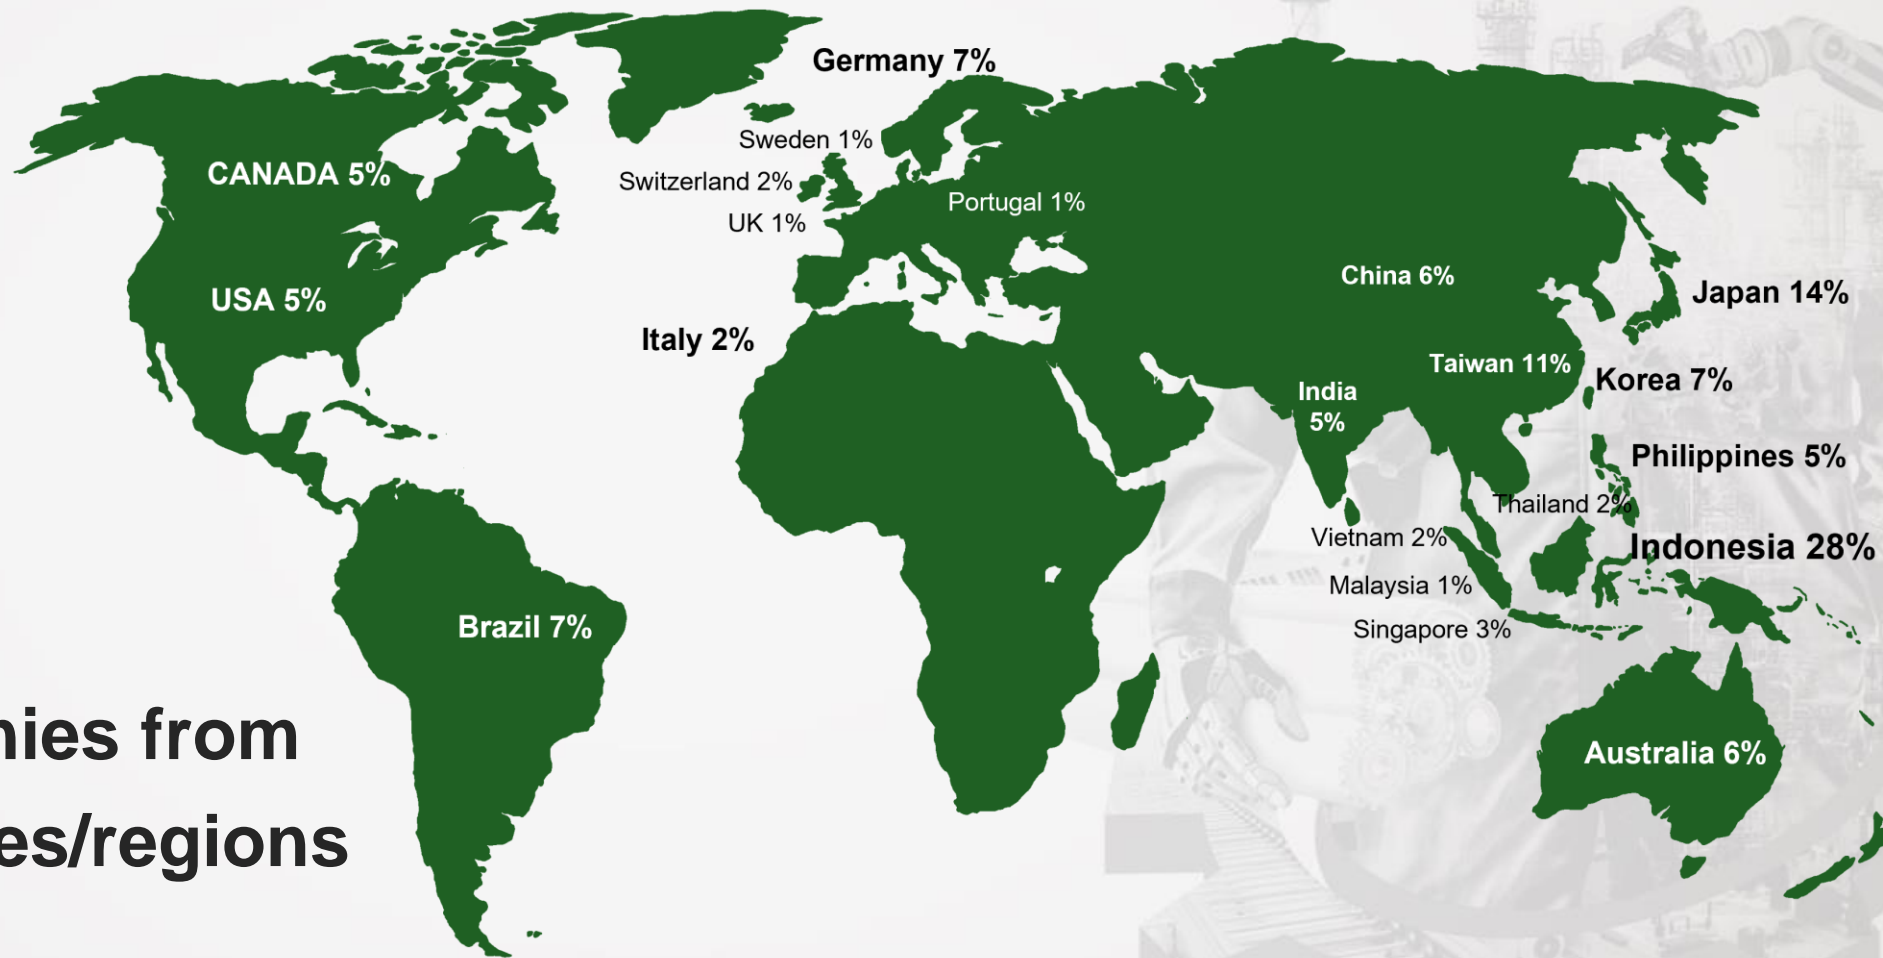 Germany 7%
Sweden 1%
CANADA 5%
Switzerland 2%
Portugal 1%
UK 1%
China 6%
USA 5%
Japan 14%
Italy 2%
Taiwan 11%
Korea 7%
India
5%
Philippines 5%
Thailand 2%
Vietnam 2%
Indonesia 28%
Malaysia 1%
Brazil 7%
Singapore 3%
nies from
Australia 6%
es/regions